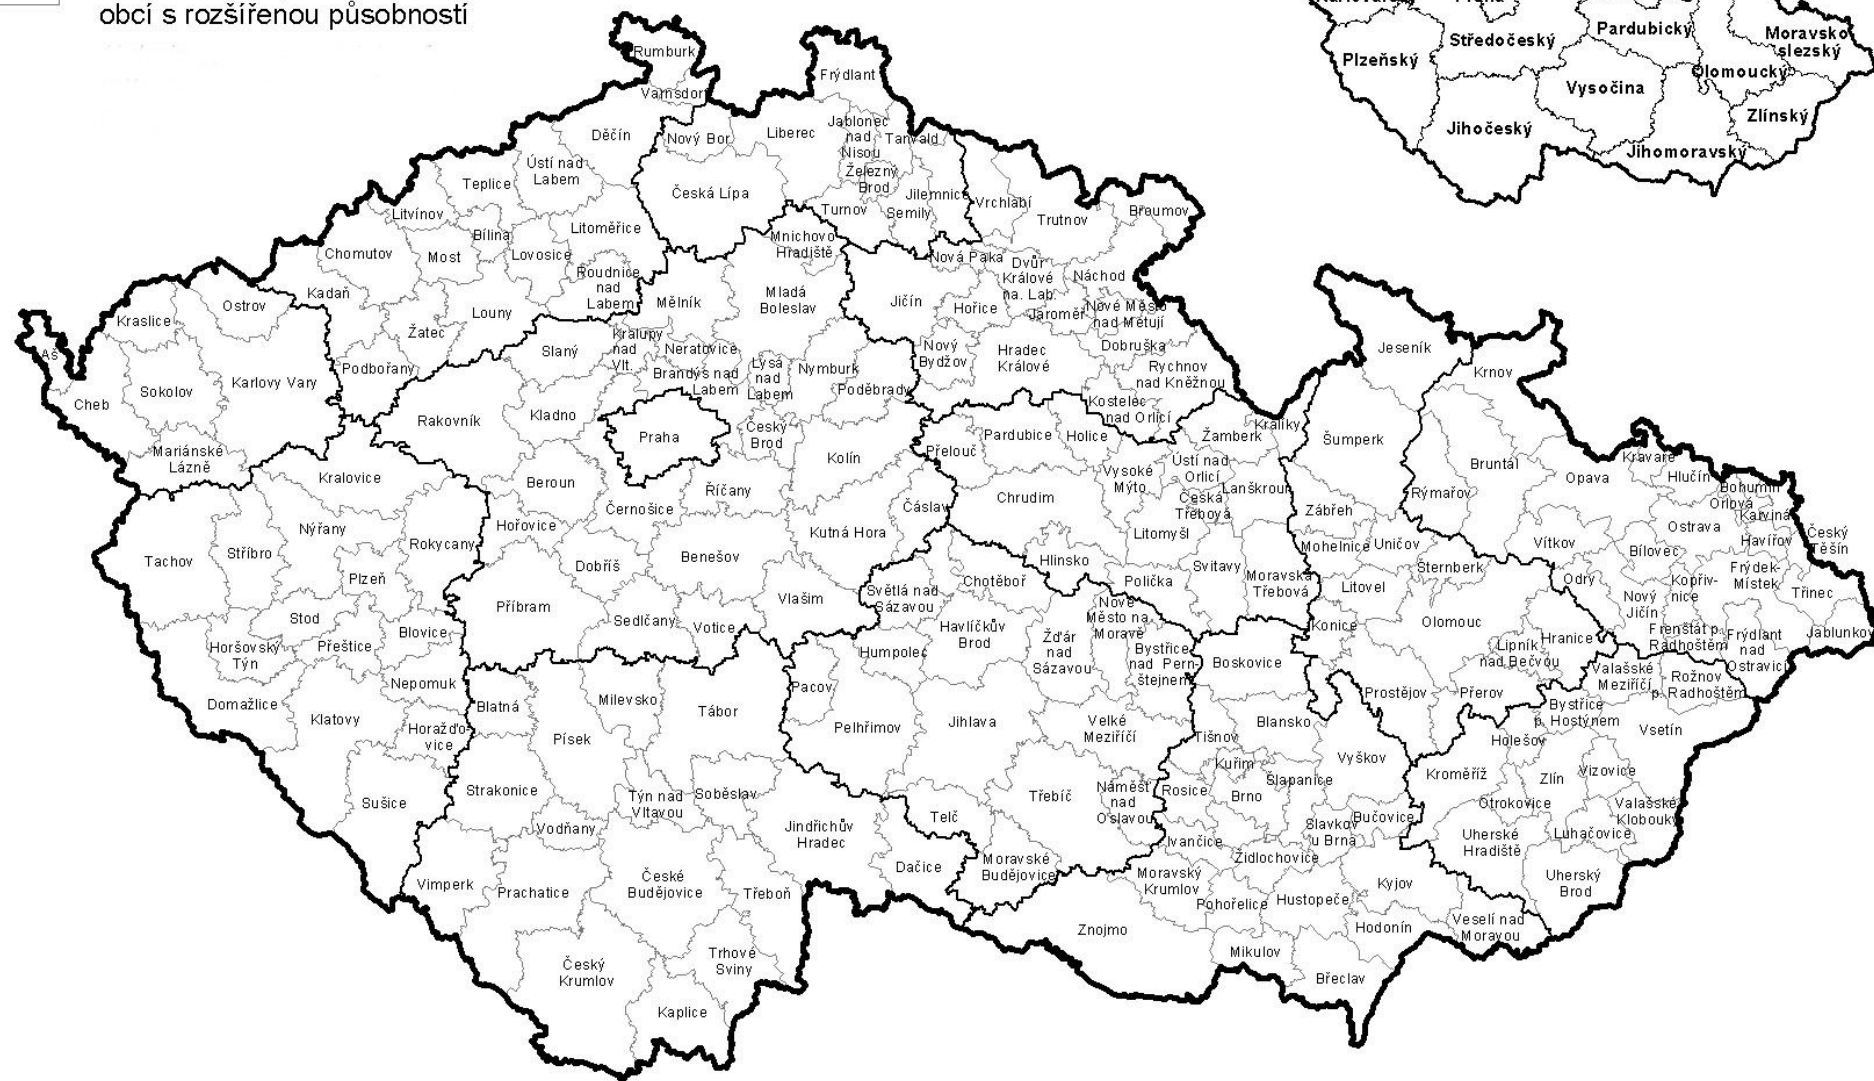 obcí s rozšířenou působností
Praha
Plzeňský
Středočeský
Pardubický
Moravsko
slezský
Olomoucký
Vysočina
Zlínský
Jihočeský
Jihomoravský
Rumburk
Varnsdorf
Frýdlant
Děčín
Nový Bor
Liberec
Jablonec
nad
Nisou
Tanvald
Železný
Brod
Ústí nad
Labem
Teplice
Česká Lípa
Jilemnice
Turnov
Semily
Vrchlabí
Trutnov
Broumov
Litvínov
Bílina
Litoměřice
Chomutov
Most
Lovosice
Roudnice
nad
Labem
Mnichovo
Hradiště
Nová Paka
Dvůr
Králové
na. Lab.
Náchod
Kadaň
Louny
Žatec
Mělník
Mladá
Boleslav
Jičín
Hořice
Jaroměř
Nové Město
nad Metují
Ostrov
Kraslice
Aš
Cheb
Sokolov
Karlovy Vary
Podbořany
Slaný
Kralupy
nad
Vlt.
Neratovice
Brandýs nad
Labem
Lysá
nad
Labem
Nymburk
Poděbrady
Nový
Bydžov
Hradec
Králové
Dobruška
Rychnov
nad Kněžnou
Kostelec
nad Orlicí
Jeseník
Krnov
Mariánské
Lázně
Rakovník
Kladno
Praha
Český
Brod
Kolín
Přelouč
Pardubice
Holice
Žamberk
Králíky
Šumperk
Bruntál
Rýmařov
Opava
Kravaře
Hlučín
Bohumín
Orlová
Karviná
Kralovice
Beroun
Černošice
Říčany
Čáslav
Chrudim
Vysoké
Mýto
Ústí nad
Orlicí
Česká
Třebová
Lanškroun
Zábřeh
Ostrava
Havířov
Český
Těšín
Nýřany
Hořovice
Kutná Hora
Litomyšl
Mohelnice
Uničov
Vítkov
Bílovec
Tachov
Stříbro
Rokycany
Plzeň
Dobříš
Benešov
Hlinsko
Svitavy
Moravská
Třebová
Litovel
Šternberk
Odry
Kopřiv-
nice
Frýdek-
Místek
Třinec
Příbram
Vlašim
Světlá nad
Sázavou
Chotěboř
Polička
Nový
Jičín
Stod
Blovice
Sedlčany
Votice
Havlíčkův
Brod
Nové
Město na
Moravě
Žďár
nad
Sázavou
Konice
Olomouc
Hranice
Lipník
nad Bečvou
Frenštát p.
Radhoštěm
Frýdlant
nad
Ostravicí
Jablunkov
Horšovský
Týn
Přeštice
Humpolec
Bystřice
nad Pern
štejnem
Boskovice
Valašské
Meziříčí
Rožnov
p. Radhoštěm
Domažlice
Klatovy
Nepomuk
Horažďo-
vice
Blatná
Milevsko
Tábor
Pacov
Pelhřimov
Jihlava
Velké
Meziříčí
Prostějov
Přerov
Bystřice
p. Hostýnem
Písek
Tišnov
Blansko
Holešov
Vsetín
Sušice
Strakonice
Týn nad
Vltavou
Soběslav
Třebíč
Náměšť
nad
Oslavou
Rosice
Kuřim
Brno
Šlapanice
Vyškov
Kroměříž
Zlín
Vizovice
Vodňany
Jindřichův
Hradec
Telč
Slavkov
u Brna
Bučovice
Otrokovice
Valašské
Klobouky
Luhačovice
Uherské
Hradiště
Dačice
Moravské
Budějovice
Ivančice
Židlochovice
Moravský
Krumlov
Pohořelice
Hustopeče
Kyjov
Uherský
Brod
Vimperk
Prachatice
České
Budějovice
Třeboň
Znojmo
Hodonín
Veselí nad
Moravou
Mikulov
Břeclav
Český
Krumlov
Trhové
Sviny
Kaplice